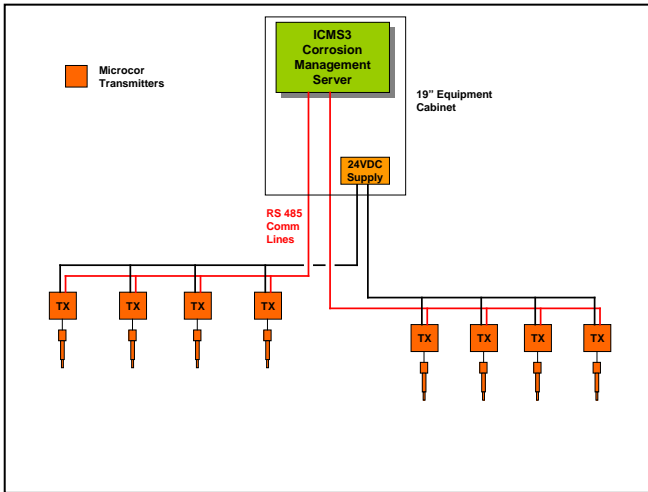 ICMS3
Corrosion
Management
Server
Microcor
Transmitters
19" Equipment
Cabinet
24VDC
Supply
RS 485
Comm
Lines
TX
TX
TX
TX
TX
TX
TX
TX